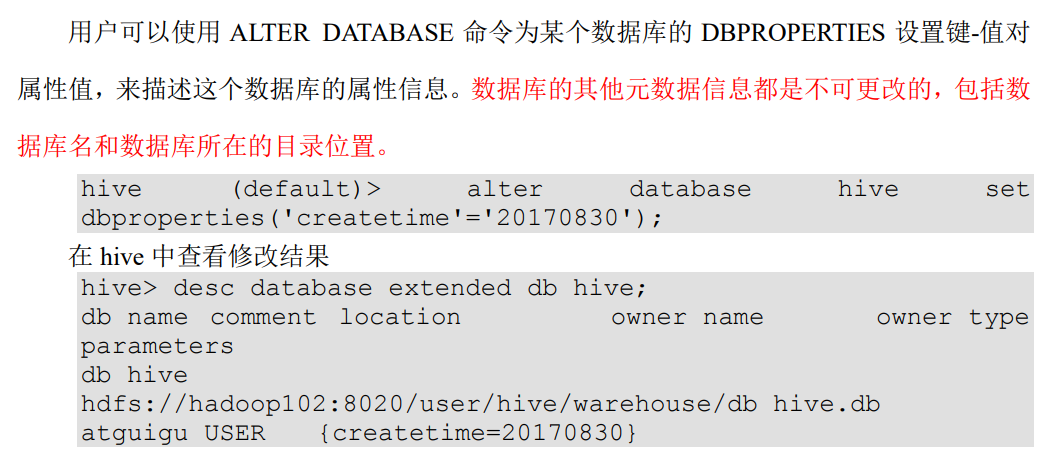 用户可以使用 ALTER DATABASE 命令为某个数据库的 DBPROPERTIES 设置键-值对
属性值，来描述这个数据库的属性信息。数据库的其他元数据信息都是不可更改的，包括数
据库名和数据库所在的目录位置。
hive (default)> alter database hive set
dbproperties('createtime'='20170830');
在 hive 中查看修改结果
hive> desc database extended db hive;
db name comment location owner name owner type
parameters
db hive
hdfs://hadoop102:8020/user/hive/warehouse/db hive.db
atguigu USER {createtime=20170830}